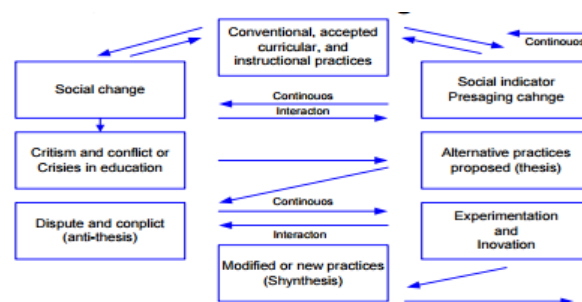 Conventional, accepted
curricular, and
instructional practices
Continuos
Social change
Continouos
Interacton
Social indicator
Presaging cahnge
Critism and conflict or
Crisies in education
Alternative practices
proposed (thesis)
Dispute and conplict
(anti-thesis)
Continuos
Interacton
Experimentation
and
Inovation
Modified or new practices
(Shynthesis)